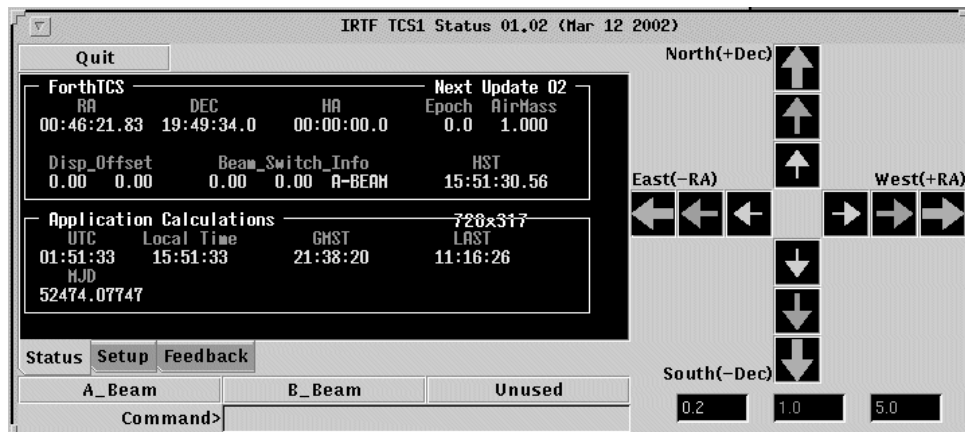 IRTF TCS1 Status 01.02 (Mar 12 2002)
Quit
ForthTCS Next Update 02
RA DEC HA Epoch AirMass
00:46:21.83 19:49:34.0 00:00:00.0 0.0 1.000
Disp_Offset Beam_Switch_Info HST
0.00 0.00 0.00 0.00 A-BEAM 15:51:30.56
Application Calculations 728x317
UTC Local Time GMST LAST
01:51:33 15:51:33 21:38:20 11:16:26
MJD
52474.07747
Status Setup Feedback
A_Beam B_Beam Unused
Command>
North(+Dec)
East(-RA) West(+RA)
South(-Dec)
0.2 1.0 5.0